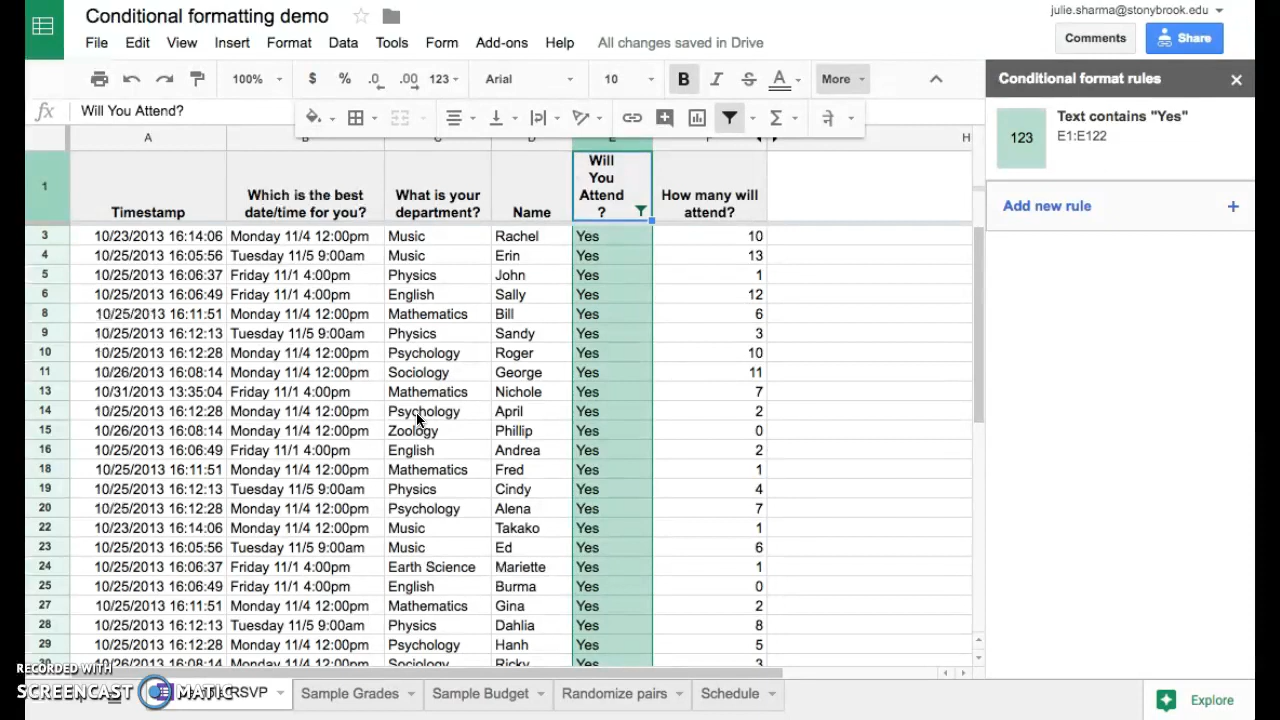 Conditional formatting demo
julie.sharma@stonybrook.edu
File Edit View Insert Format Data Tools Form Add-ons Help All changes saved in Drive
Comments Share
100% $ % .0 .00 123 Arial 10 B I S A More
Conditional format rules
fx Will You Attend?
123 Text contains "Yes"
E1:E122
Add new rule +
A B C D E F H
1 Timestamp Which is the best date/time for you? What is your department? Name Will You Attend? How many will attend?
3 10/23/2013 16:14:06 Monday 11/4 12:00pm Music Rachel Yes 10
4 10/25/2013 16:05:56 Tuesday 11/5 9:00am Music Erin Yes 13
5 10/25/2013 16:06:37 Friday 11/1 4:00pm Physics John Yes 1
6 10/25/2013 16:06:49 Friday 11/1 4:00pm English Sally Yes 12
8 10/25/2013 16:11:51 Monday 11/4 12:00pm Mathematics Bill Yes 6
9 10/25/2013 16:12:13 Tuesday 11/5 9:00am Physics Sandy Yes 3
10 10/25/2013 16:12:28 Monday 11/4 12:00pm Psychology Roger Yes 10
11 10/26/2013 16:08:14 Monday 11/4 12:00pm Sociology George Yes 11
13 10/31/2013 13:35:04 Friday 11/1 4:00pm Mathematics Nichole Yes 7
14 10/25/2013 16:12:28 Monday 11/4 12:00pm Psychology April Yes 2
15 10/26/2013 16:08:14 Monday 11/4 12:00pm Zoology Phillip Yes 0
16 10/25/2013 16:06:49 Friday 11/1 4:00pm English Andrea Yes 2
18 10/25/2013 16:11:51 Monday 11/4 12:00pm Mathematics Fred Yes 1
19 10/25/2013 16:12:13 Tuesday 11/5 9:00am Physics Cindy Yes 4
20 10/25/2013 16:12:28 Monday 11/4 12:00pm Psychology Alena Yes 7
22 10/23/2013 16:14:06 Monday 11/4 12:00pm Music Takako Yes 1
23 10/25/2013 16:05:56 Tuesday 11/5 9:00am Music Ed Yes 6
24 10/25/2013 16:06:37 Friday 11/1 4:00pm Earth Science Mariette Yes 1
25 10/25/2013 16:06:49 Friday 11/1 4:00pm English Burma Yes 0
27 10/25/2013 16:11:51 Monday 11/4 12:00pm Mathematics Gina Yes 2
28 10/25/2013 16:12:13 Tuesday 11/5 9:00am Physics Dahlia Yes 8
29 10/25/2013 16:12:28 Monday 11/4 12:00pm Psychology Hanh Yes 5
10/26/2013 16:08:14 Monday 11/4 12:00pm Sociology Ricky Yes 3
RECORDED WITH
SCREENCAST MATIC
RSVP Sample Grades Sample Budget Randomize pairs Schedule Explore